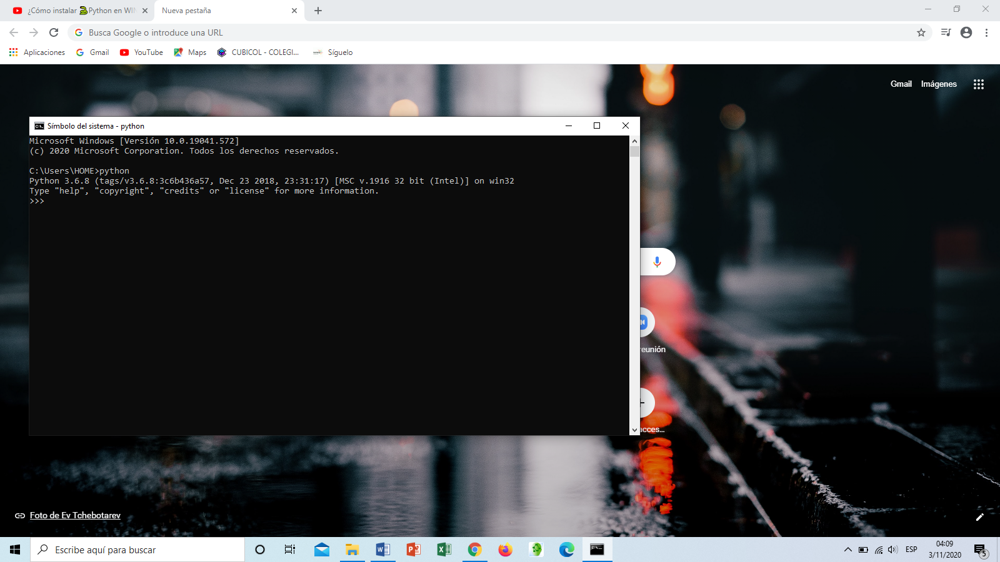 ¿Cómo instalar 🐍Python en WIN
Nueva pestaña
Busca Google o introduce una URL
Aplicaciones
Gmail
YouTube
Maps
CUBICOL - COLEGI...
Síguelo
Gmail
Imágenes
Símbolo del sistema - python
Microsoft Windows [Versión 10.0.19041.572]
(c) 2020 Microsoft Corporation. Todos los derechos reservados.
C:\Users\HOME>python
Python 3.6.8 (tags/v3.6.8:3c6b436a57, Dec 23 2018, 23:31:17) [MSC v.1916 32 bit (Intel)] on win32
Type "help", "copyright", "credits" or "license" for more information.
>>>
reunión
acces...
Foto de Ev Tchebotarev
Escribe aquí para buscar
ESP
04:09
3/11/2020
5